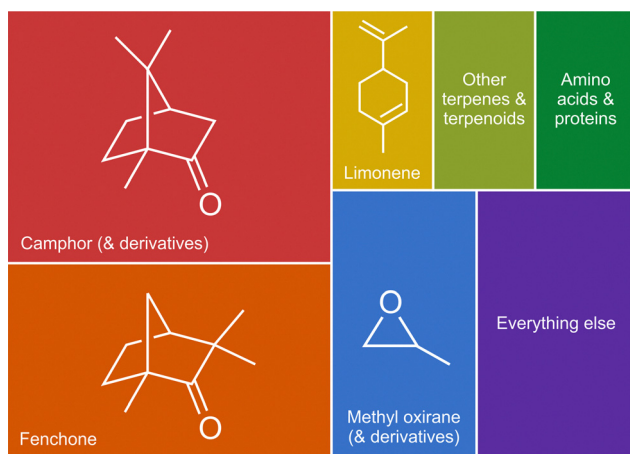 O
Camphor (& derivatives)
Limonene
Other
terpenes &
terpenoids
Amino
acids &
proteins
O
Fenchone
O
Methyl oxirane
(& derivatives)
Everything else